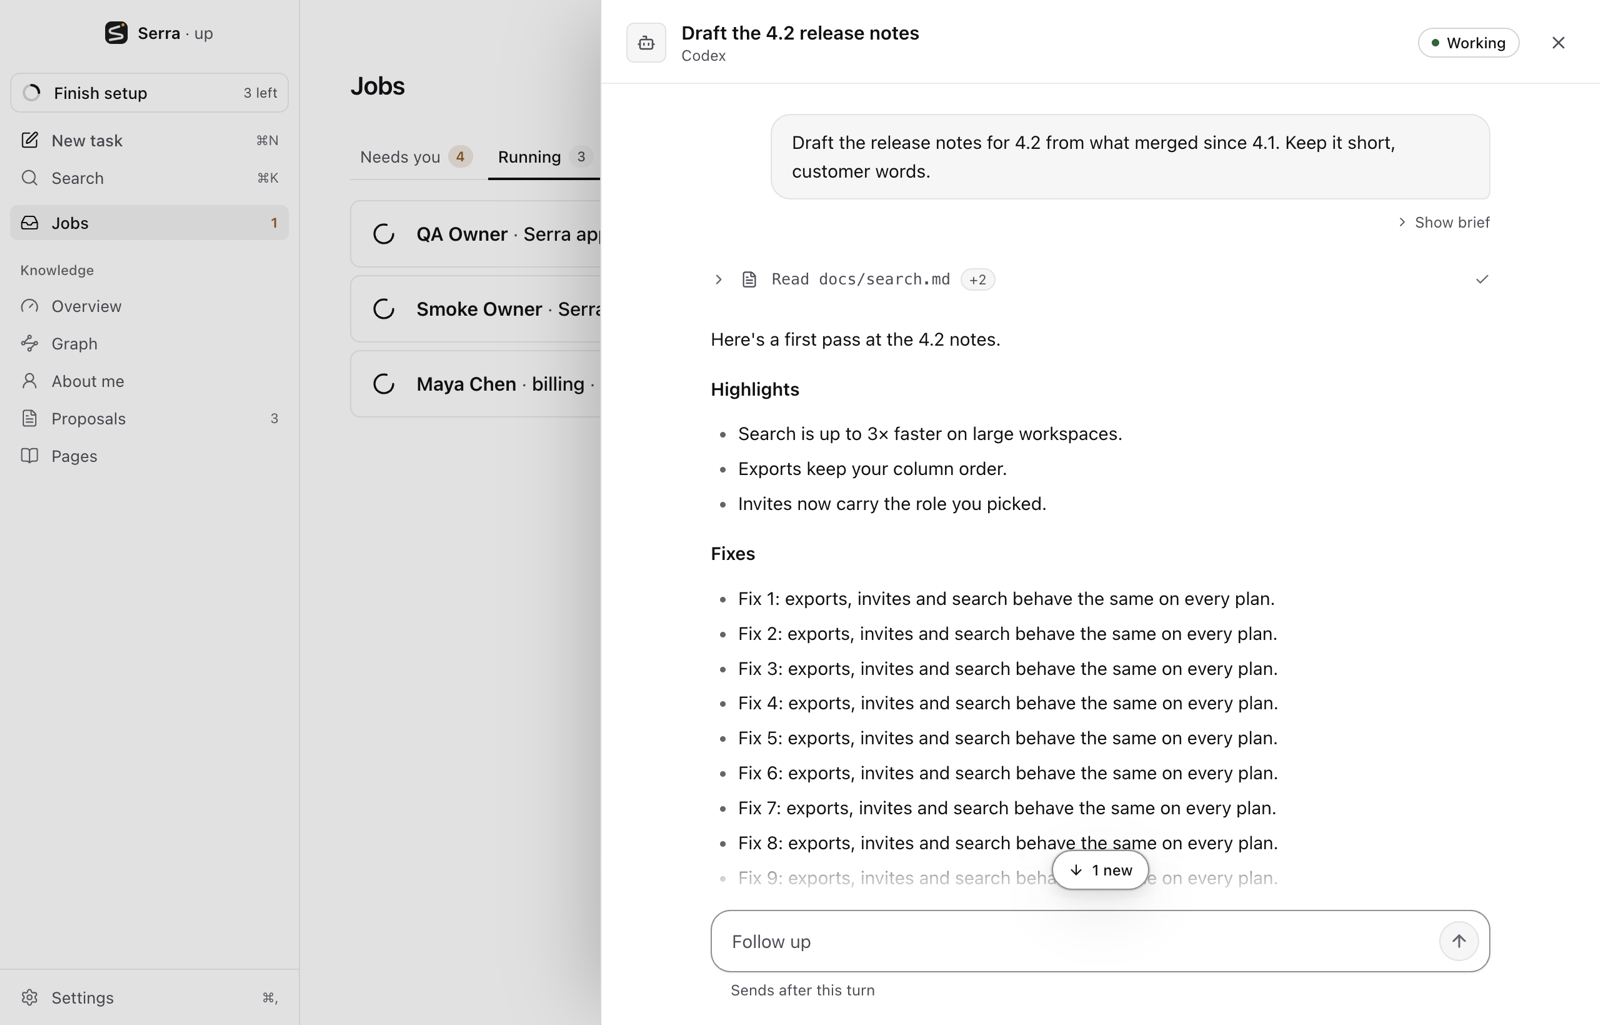 Serra · up
Finish setup 3 left
New task ⌘N
Search ⌘K
Jobs 1
Knowledge
Overview
Graph
About me
Proposals 3
Pages
Settings ⌘,
Jobs
Needs you 4 Running 3
QA Owner · Serra app
Smoke Owner · Serra
Maya Chen · billing ·
Draft the 4.2 release notes
Codex
Working
Draft the release notes for 4.2 from what merged since 4.1. Keep it short,
customer words.
Show brief
Read docs/search.md +2
Here's a first pass at the 4.2 notes.
Highlights
• Search is up to 3× faster on large workspaces.
• Exports keep your column order.
• Invites now carry the role you picked.
Fixes
• Fix 1: exports, invites and search behave the same on every plan.
• Fix 2: exports, invites and search behave the same on every plan.
• Fix 3: exports, invites and search behave the same on every plan.
• Fix 4: exports, invites and search behave the same on every plan.
• Fix 5: exports, invites and search behave the same on every plan.
• Fix 6: exports, invites and search behave the same on every plan.
• Fix 7: exports, invites and search behave the same on every plan.
• Fix 8: exports, invites and search behave the same on every plan.
• Fix 9: exports, invites and search on every plan.
1 new
Follow up
Sends after this turn